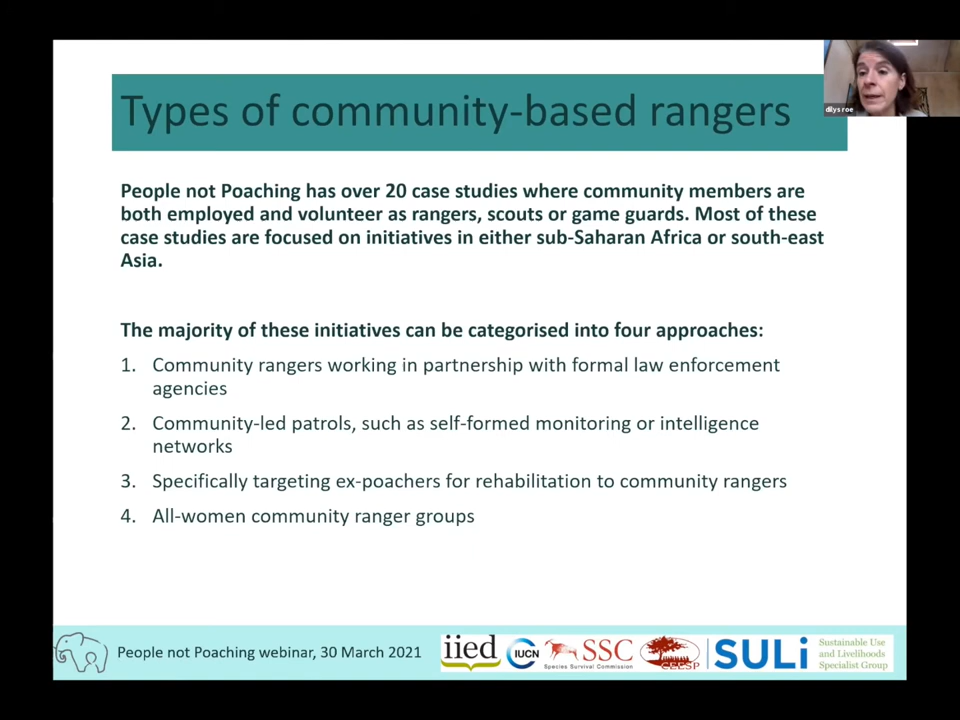 Types of community-based rangers
dilys roe
People not Poaching has over 20 case studies where community members are
both employed and volunteer as rangers, scouts or game guards. Most of these
case studies are focused on initiatives in either sub-Saharan Africa or south-east
Asia.
The majority of these initiatives can be categorised into four approaches:
1. Community rangers working in partnership with formal law enforcement
agencies
2. Community-led patrols, such as self-formed monitoring or intelligence
networks
3. Specifically targeting ex-poachers for rehabilitation to community rangers
4. All-women community ranger groups
People not Poaching webinar, 30 March 2021
iied
IUCN
SSC
Species Survival Commission
CEESP
SULi
Sustainable Use
and Livelihoods
Specialist Group